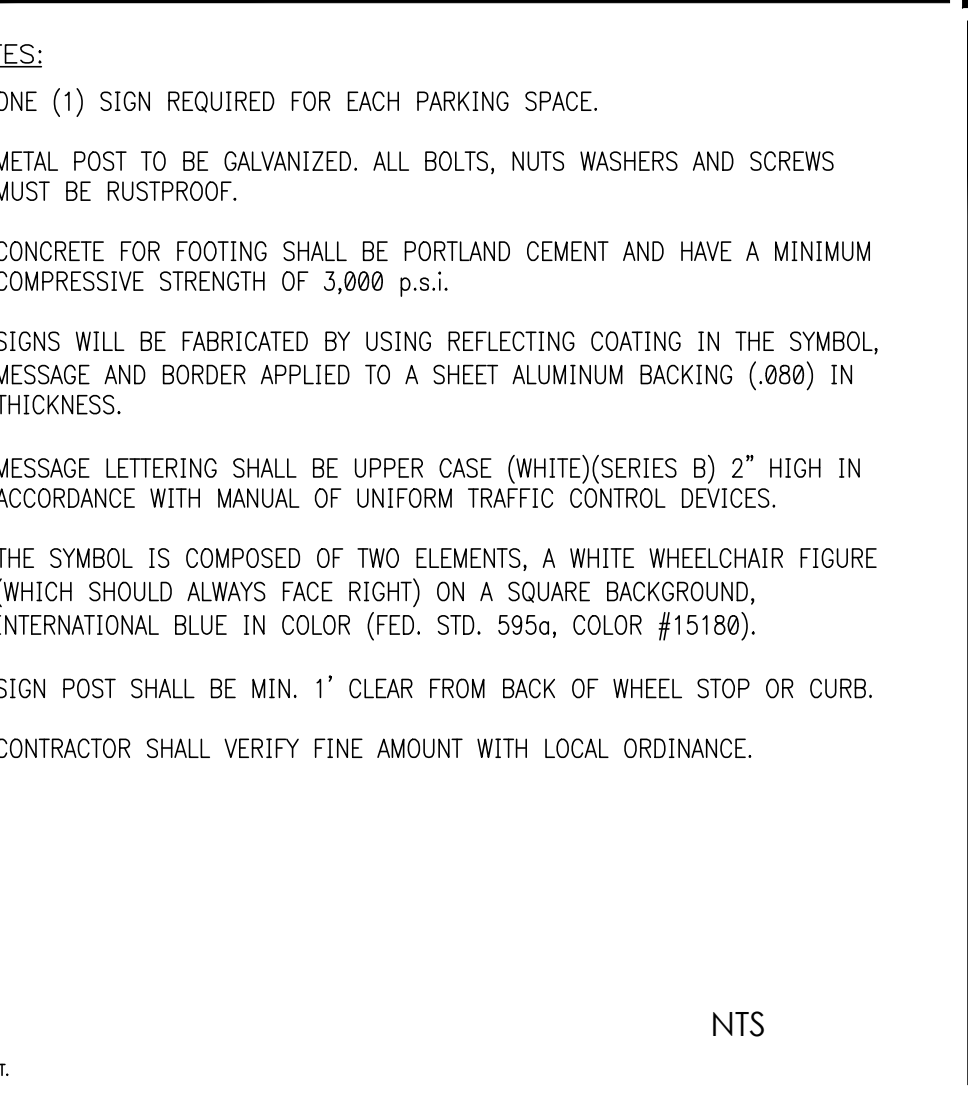 TES:
ONE (1) SIGN REQUIRED FOR EACH PARKING SPACE.
METAL POST TO BE GALVANIZED. ALL BOLTS, NUTS WASHERS AND SCREWS
MUST BE RUSTPROOF.
CONCRETE FOR FOOTING SHALL BE PORTLAND CEMENT AND HAVE A MINIMUM
COMPRESSIVE STRENGTH OF 3,000 p.s.i.
SIGNS WILL BE FABRICATED BY USING REFLECTING COATING IN THE SYMBOL,
MESSAGE AND BORDER APPLIED TO A SHEET ALUMINUM BACKING (.080) IN
THICKNESS.
MESSAGE LETTERING SHALL BE UPPER CASE (WHITE)(SERIES B) 2" HIGH IN
ACCORDANCE WITH MANUAL OF UNIFORM TRAFFIC CONTROL DEVICES.
THE SYMBOL IS COMPOSED OF TWO ELEMENTS, A WHITE WHEELCHAIR FIGURE
(WHICH SHOULD ALWAYS FACE RIGHT) ON A SQUARE BACKGROUND,
INTERNATIONAL BLUE IN COLOR (FED. STD. 595a, COLOR #15180).
SIGN POST SHALL BE MIN. 1' CLEAR FROM BACK OF WHEEL STOP OR CURB.
CONTRACTOR SHALL VERIFY FINE AMOUNT WITH LOCAL ORDINANCE.
NTS
T.